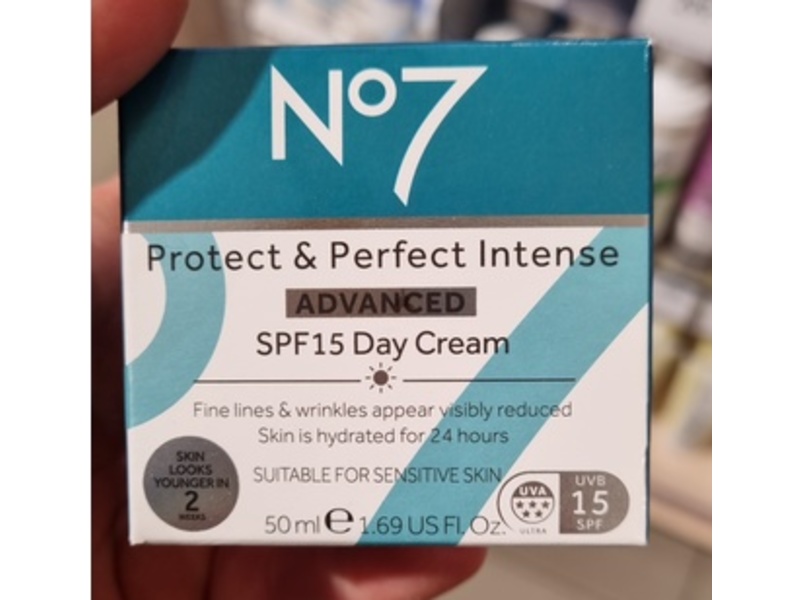 No7
Protect & Perfect Intense
ADVANCED
SPF15 Day Cream
Fine lines & wrinkles appear visibly reduced
Skin is hydrated for 24 hours
SKIN
LOOKS
YOUNGER IN
2
WEEKS
SUITABLE FOR SENSITIVE SKIN
50 ml e 1.69 US Fl. Oz.
UVA
ULTRA
UVB
15
SPF